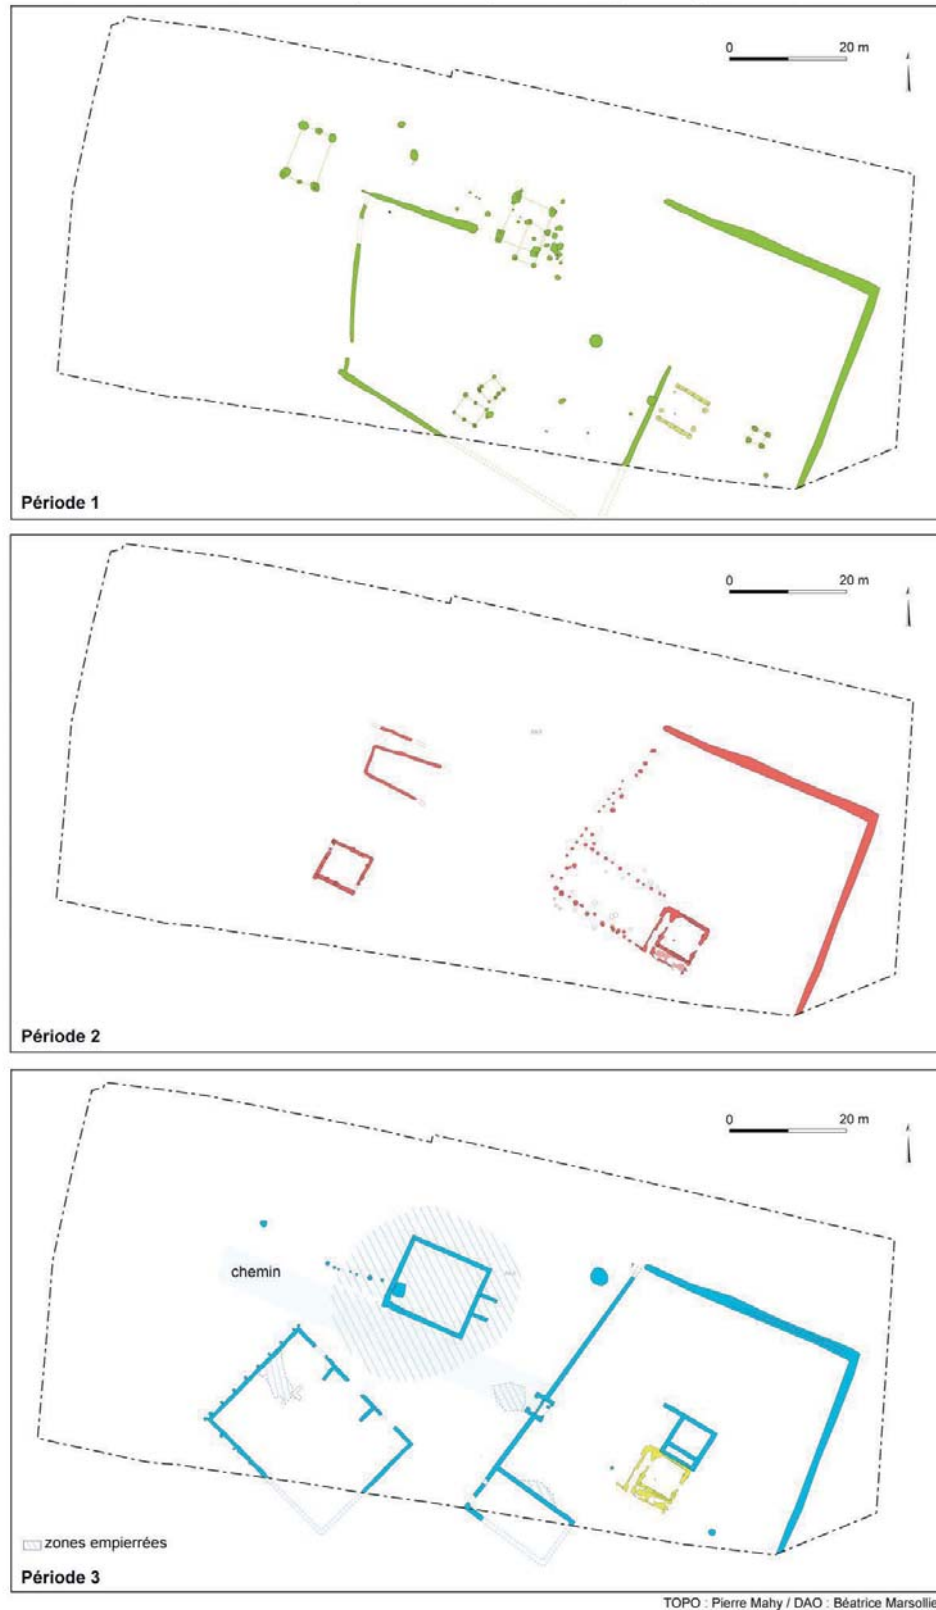 0 20 m
Période 1
0 20 m
Période 2
0 20 m
chemin
zones empierrées
Période 3
TOPO : Pierre Mahy / DAO : Béatrice Marsollie